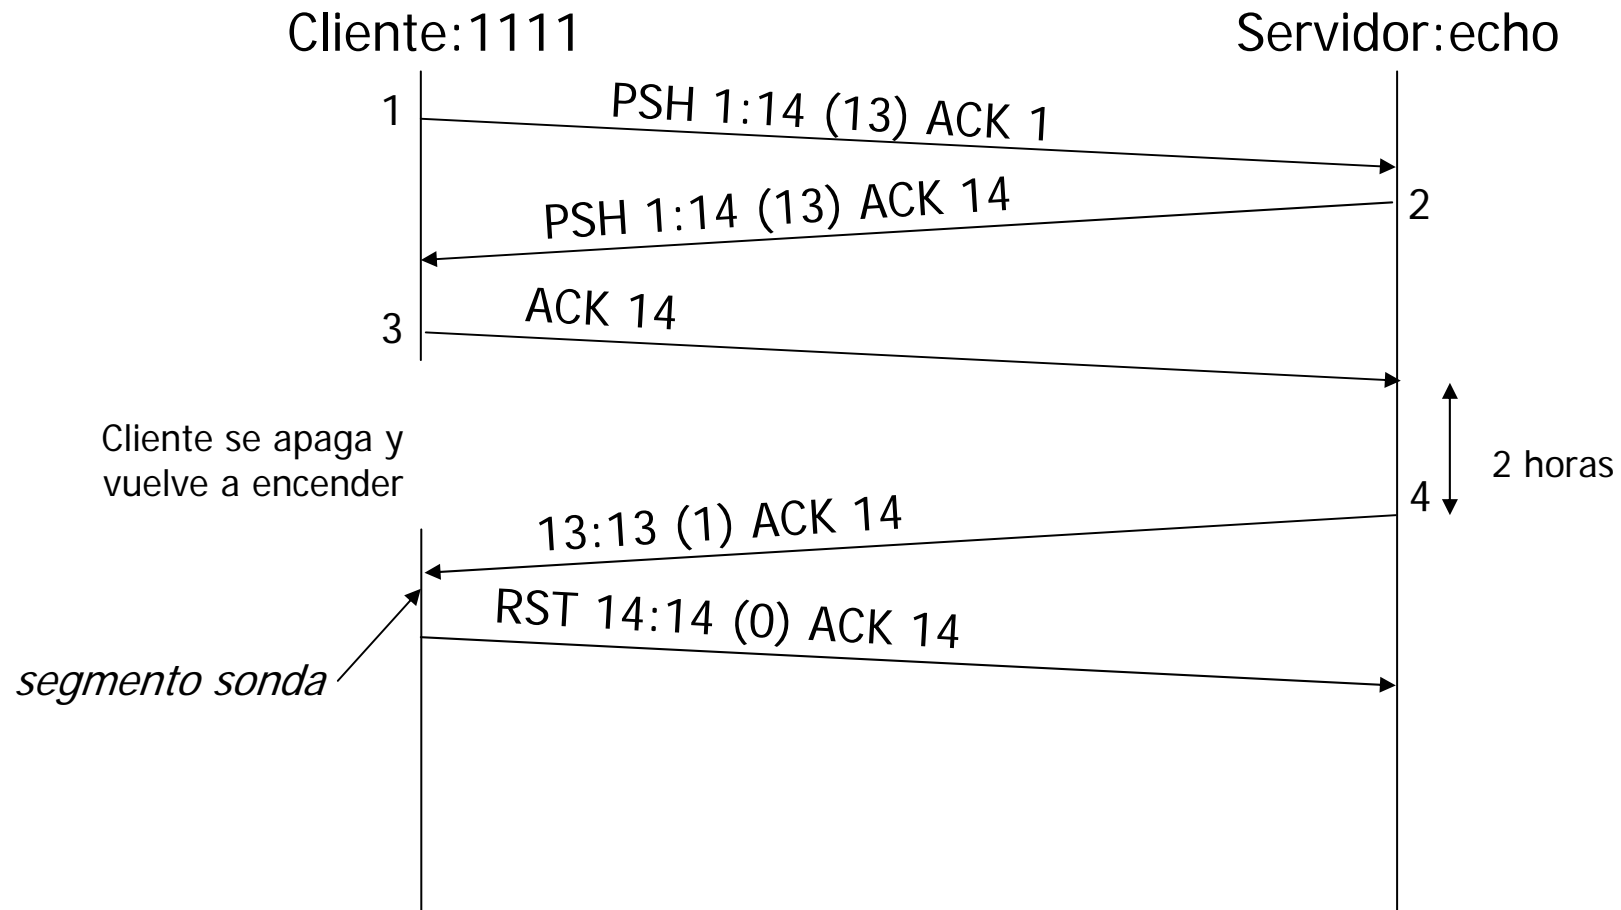 Cliente:1111
Servidor:echo
1
PSH 1:14 (13) ACK 1
PSH 1:14 (13) ACK 14
2
ACK 14
3
Cliente se apaga y
vuelve a encender
2 horas
4
13:13 (1) ACK 14
RST 14:14 (0) ACK 14
segmento sonda